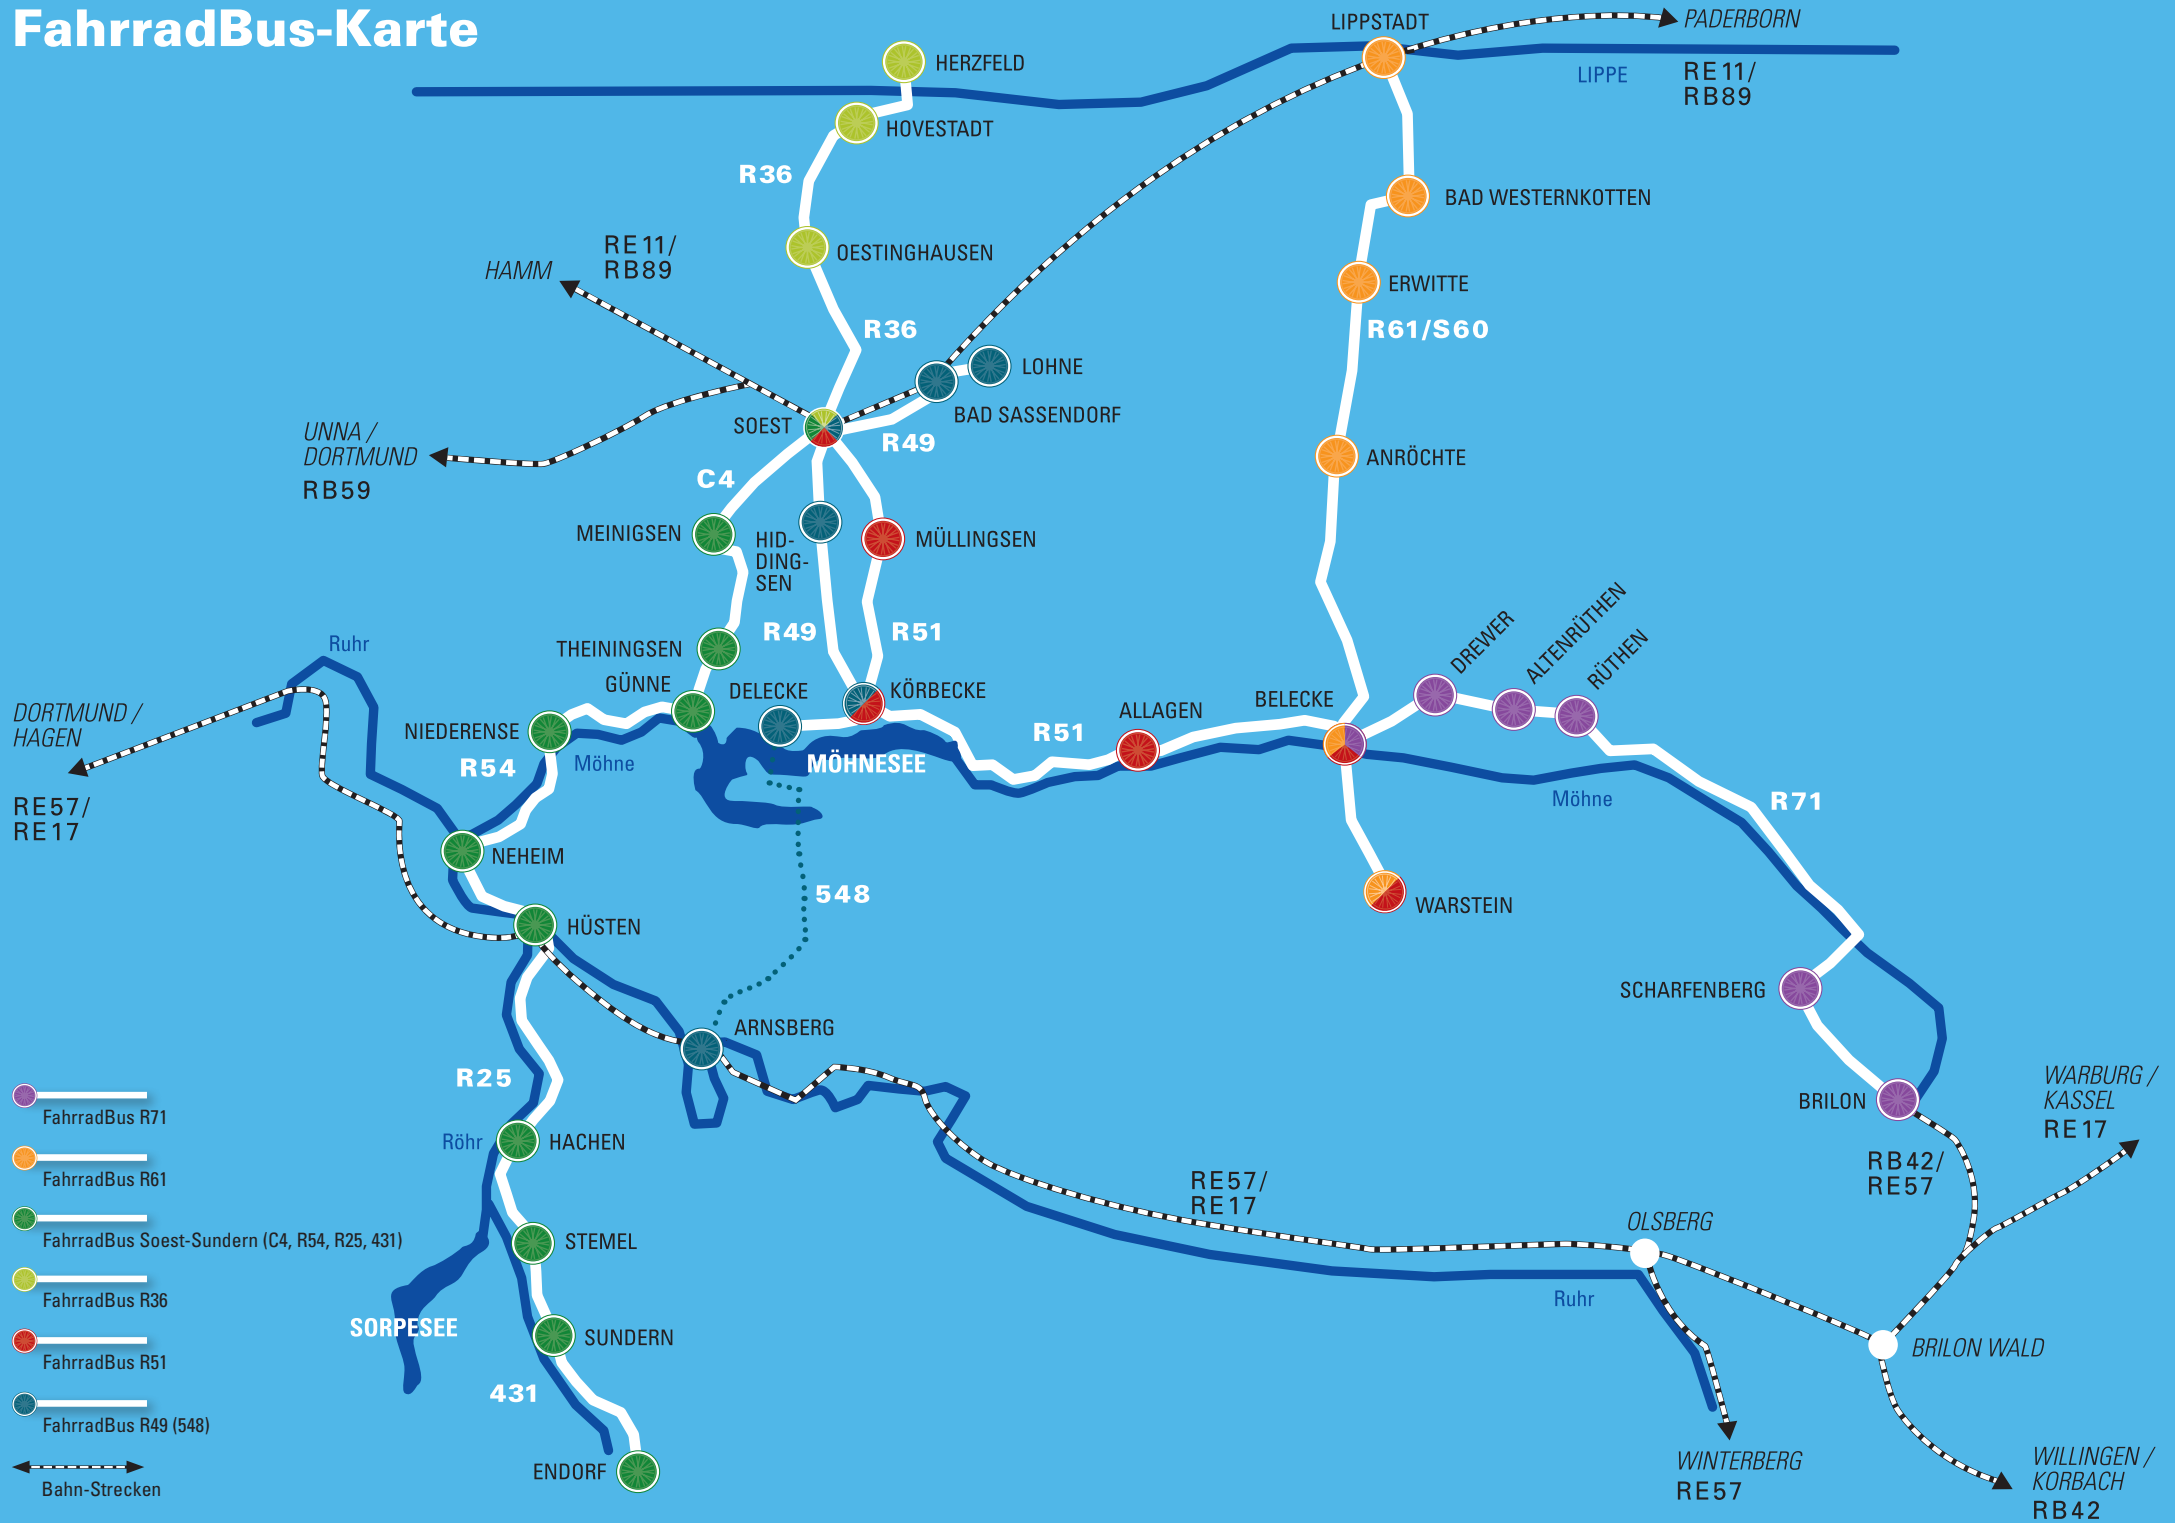 FahrradBus-Karte
LIPPSTADT
PADERBORN
HERZFELD
LIPPE
RE11/
RB89
HOVESTADT
R36
BAD WESTERNKOTTEN
RE11/
RB89
HAMM
OESTINGHAUSEN
ERWITTE
R36
R61/S60
LOHNE
BAD SASSENDORF
SOEST
R49
UNNA /
DORTMUND
RB59
ANRÖCHTE
C4
MEINIGSEN
HID-
DING-
SEN
MÜLLINGSEN
R49
R51
DREWER
ALTENRÜTHEN
RÜTHEN
Ruhr
THEININGSEN
GÜNNE
DELECKE
KÖRBECKE
BELECKE
ALLAGEN
DORTMUND /
HAGEN
NIEDERENSE
R51
R54
Möhne
MÖHNESEE
Möhne
R71
RE57/
RE17
NEHEIM
548
WARSTEIN
HÜSTEN
SCHARFENBERG
ARNSBERG
R25
BRILON
WARBURG /
KASSEL
RE17
FahrradBus R71
Röhr
HACHEN
RB42/
RE57
FahrradBus R61
RE57/
RE17
OLSBERG
FahrradBus Soest-Sundern (C4, R54, R25, 431)
STEMEL
FahrradBus R36
Ruhr
SORPESEE
SUNDERN
BRILON WALD
FahrradBus R51
431
FahrradBus R49 (548)
ENDORF
WINTERBERG
RE57
WILLINGEN /
KORBACH
RB42
Bahn-Strecken